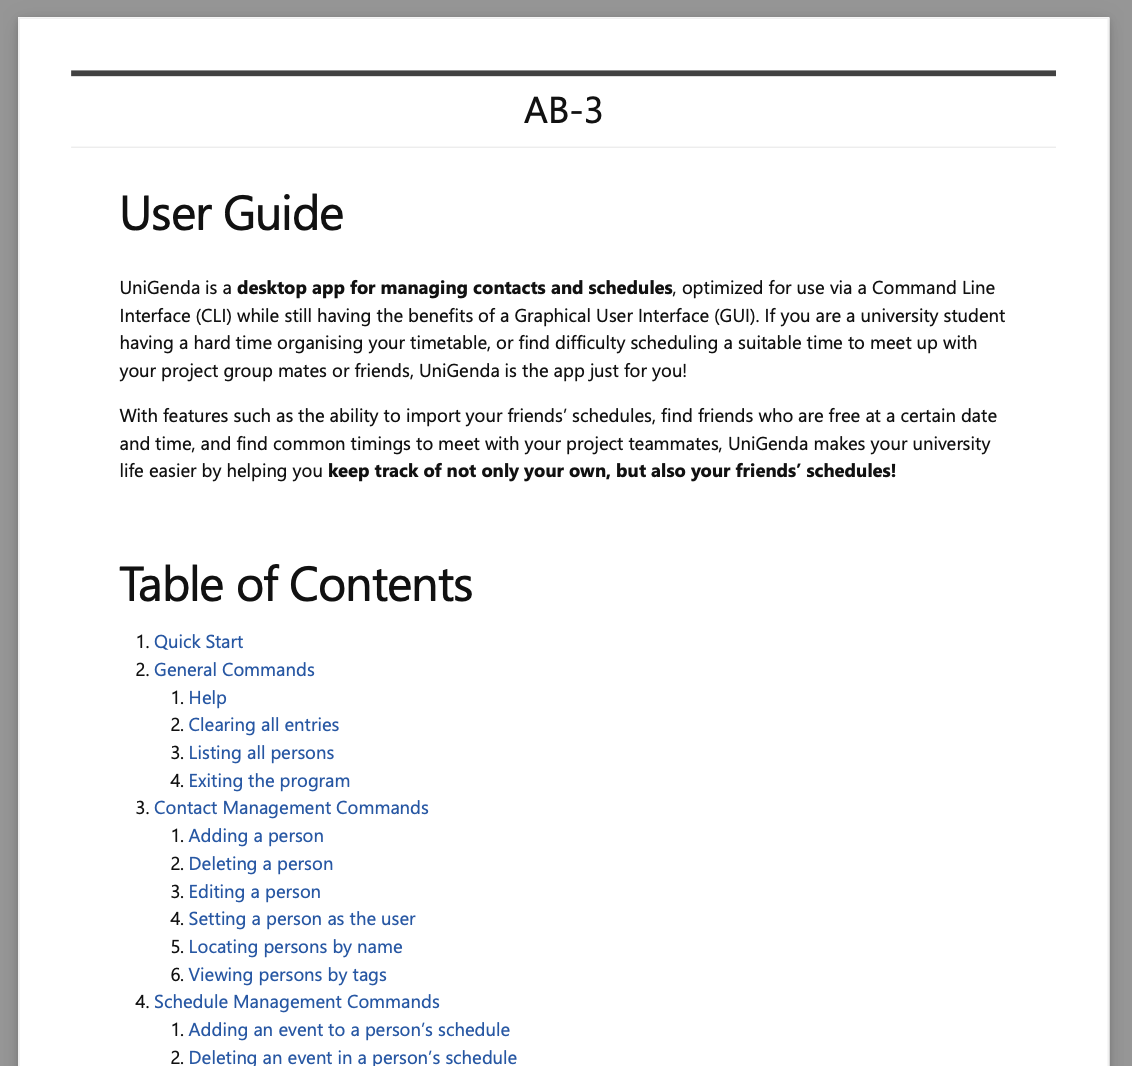 AB-3
User Guide
UniGenda is a desktop app for managing contacts and schedules, optimized for use via a Command Line
Interface (CLI) while still having the benefits of a Graphical User Interface (GUI). If you are a university student
having a hard time organising your timetable, or find difficulty scheduling a suitable time to meet up with
your project group mates or friends, UniGenda is the app just for you!
With features such as the ability to import your friends’ schedules, find friends who are free at a certain date
and time, and find common timings to meet with your project teammates, UniGenda makes your university
life easier by helping you keep track of not only your own, but also your friends’ schedules!
Table of Contents
1. Quick Start
2. General Commands
1. Help
2. Clearing all entries
3. Listing all persons
4. Exiting the program
3. Contact Management Commands
1. Adding a person
2. Deleting a person
3. Editing a person
4. Setting a person as the user
5. Locating persons by name
6. Viewing persons by tags
4. Schedule Management Commands
1. Adding an event to a person’s schedule
2. Deleting an event in a person’s schedule